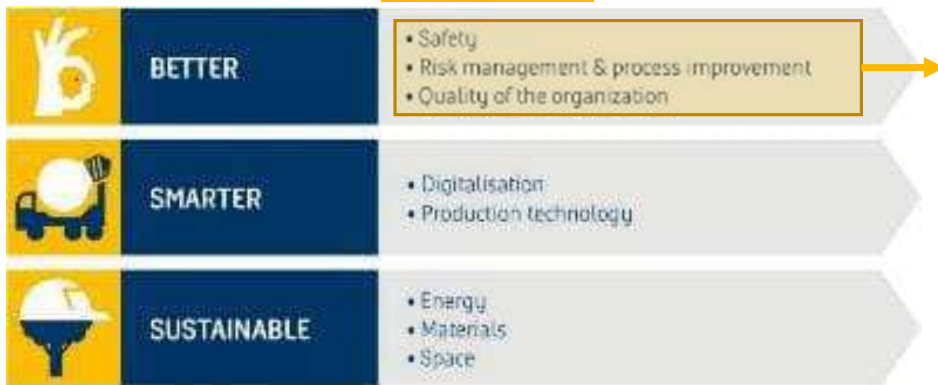 BETTER
• Safety
• Risk management & process improvement
• Quality of the organization
SMARTER
• Digitalisation
• Production technology
SUSTAINABLE
• Energy
• Materials
• Space